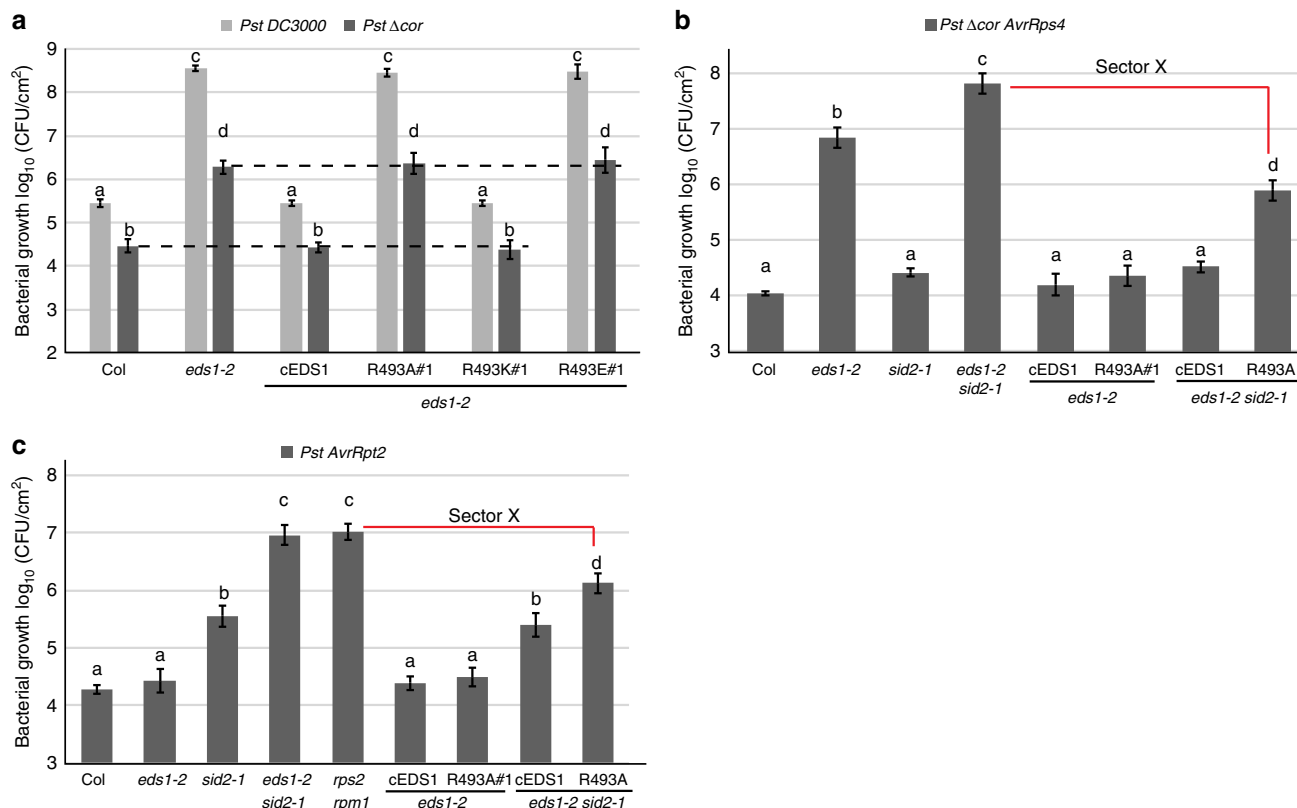 a
Pst DC3000 Pst Δcor
Bacterial growth log10 (CFU/cm2)
9
8
7
6
5
4
3
2
a b c d a b c d a b c d
Col eds1-2 cEDS1 R493A#1 R493K#1 R493E#1
eds1-2
b
Pst Δcor AvrRps4
Bacterial growth log10 (CFU/cm2)
8
7
6
5
4
3
a b a c a a a d
Sector X
Col eds1-2 sid2-1 eds1-2 cEDS1 R493A#1 cEDS1 R493A
sid2-1 eds1-2 eds1-2 sid2-1
c
Pst AvrRpt2
Bacterial growth log10 (CFU/cm2)
8
7
6
5
4
3
a a b c c a a b d
Sector X
Col eds1-2 sid2-1 eds1-2 rps2 cEDS1 R493A#1 cEDS1 R493A
sid2-1 rpm1 eds1-2 eds1-2 sid2-1